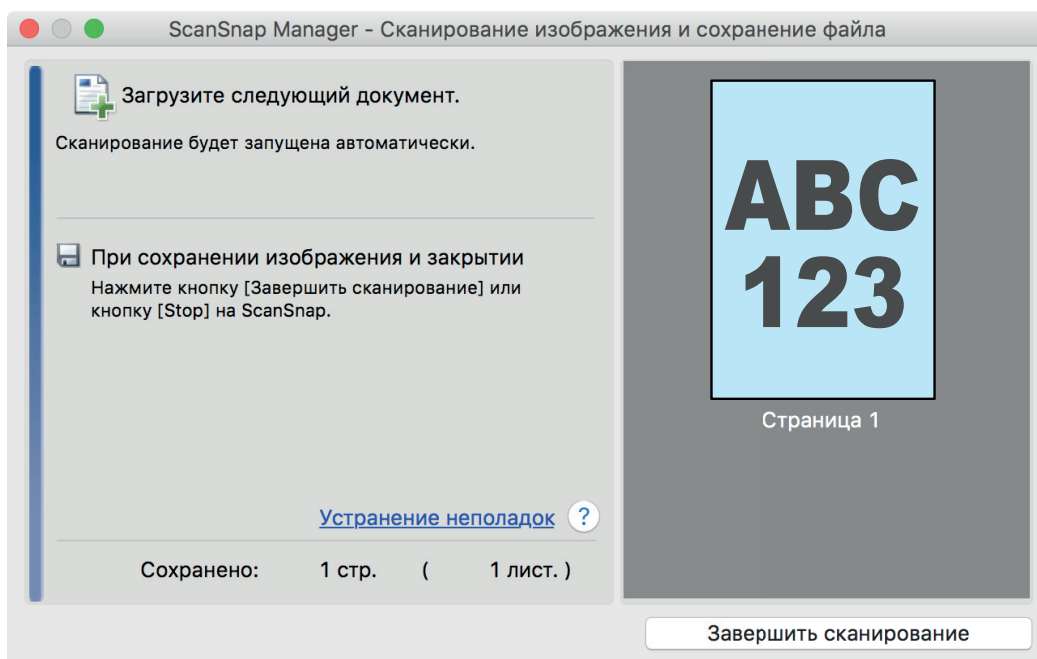 ScanSnap Manager - Сканирование изображения и сохранение файла
Загрузите следующий документ.
Сканирование будет запущена автоматически.
При сохранении изображения и закрытии
Нажмите кнопку [Завершить сканирование] или
кнопку [Stop] на ScanSnap.
Устранение неполадок ?
Сохранено: 1 стр. ( 1 лист. )
ABC
123
Страница 1
Завершить сканирование